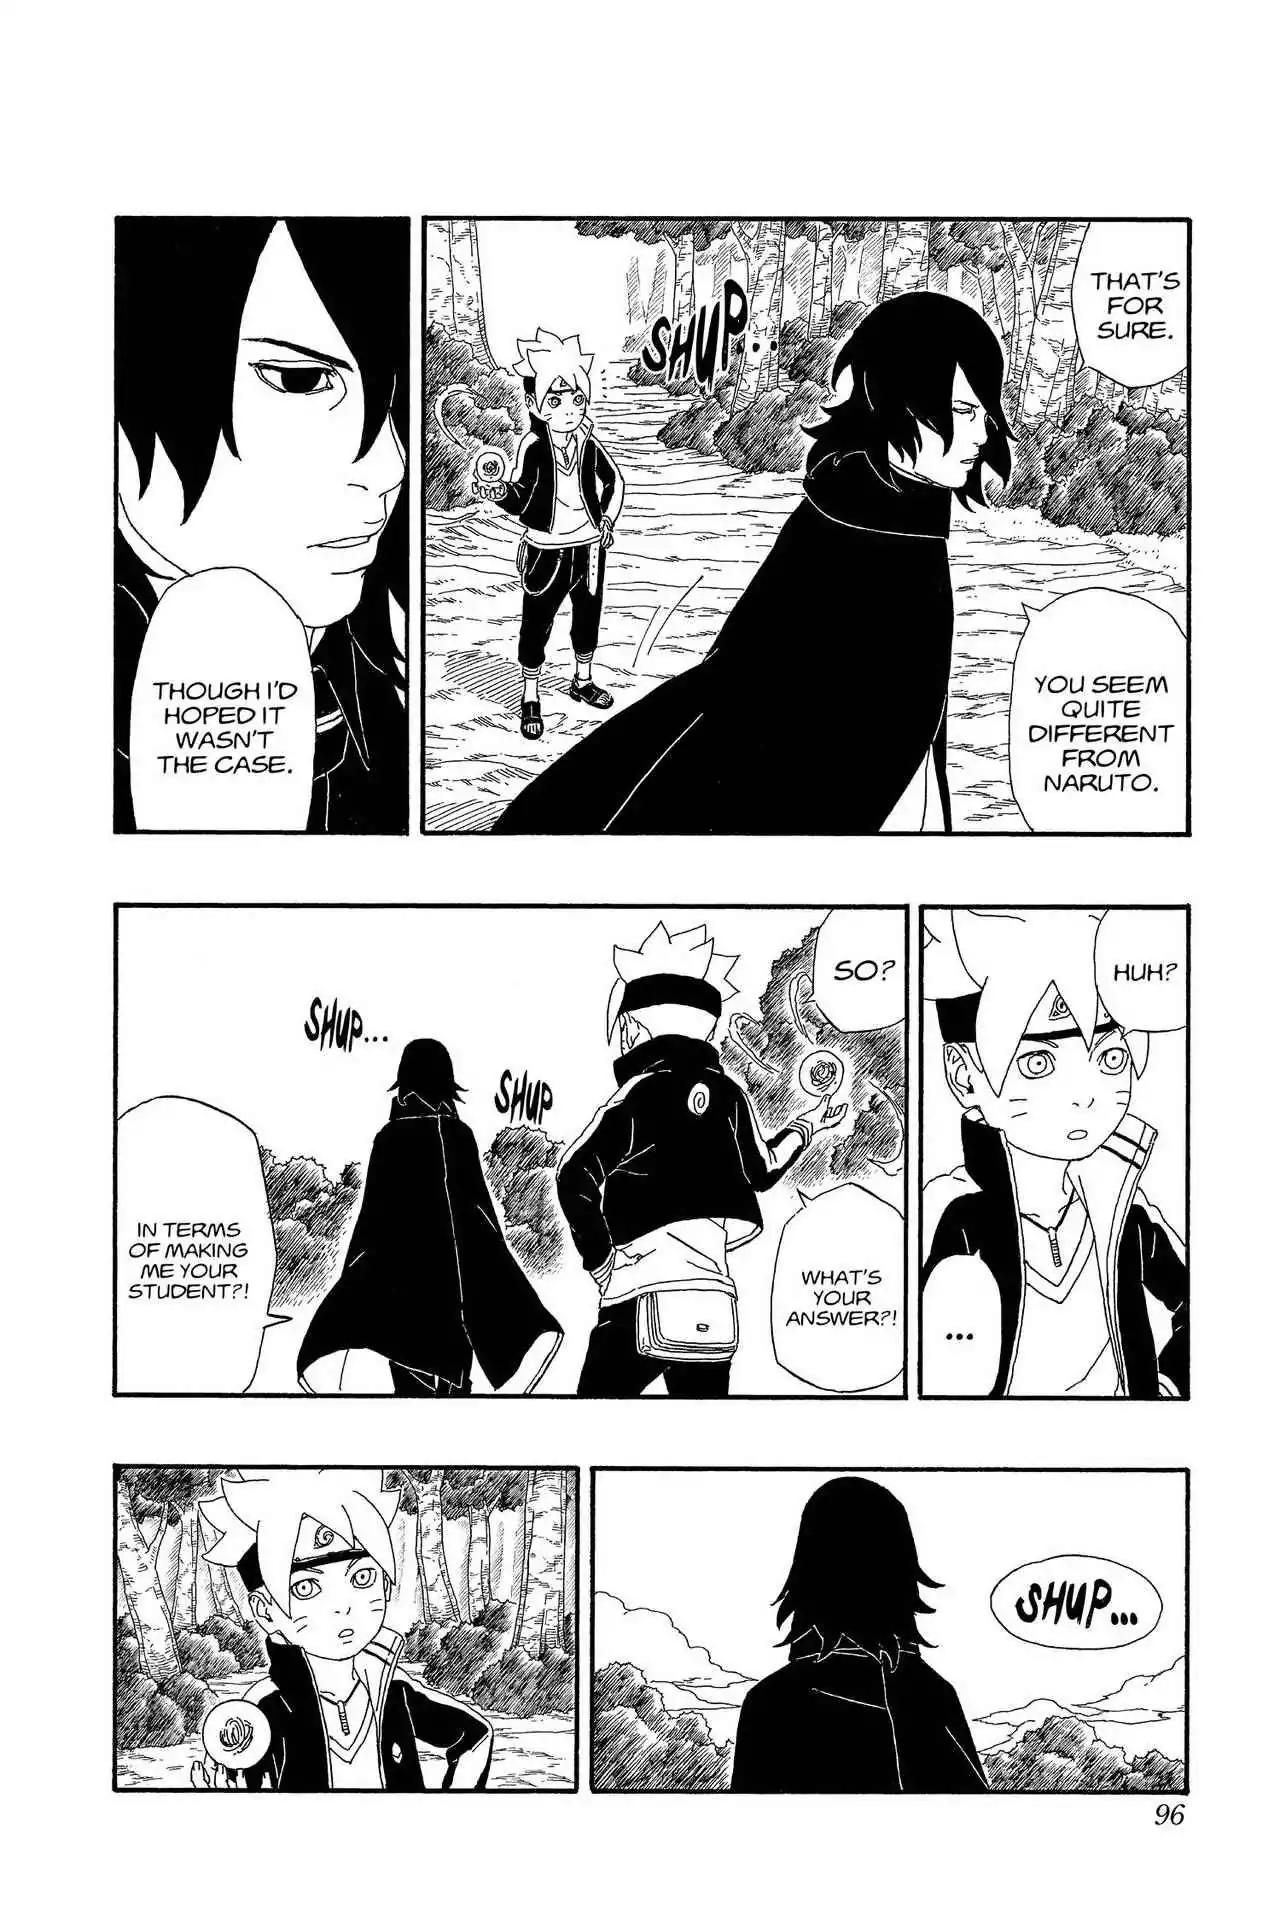 THAT'S
FOR
SURE.
SHUP...
YOU SEEM
QUITE
DIFFERENT
FROM
NARUTO.
THOUGH I'D
HOPED IT
WASN'T
THE CASE.
HUH?
...
SO?
WHAT'S
YOUR
ANSWER?!
SHUP
SHUP...
IN TERMS
OF MAKING
ME YOUR
STUDENT?!
SHUP...
96